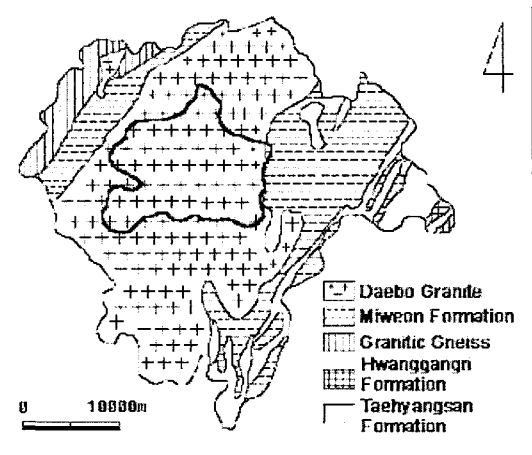 4
Daebo Granite
Miweon Formation
Granitic Gneiss
Hwanggangn
Formation
Taehyangsan
Formation
0 10000m